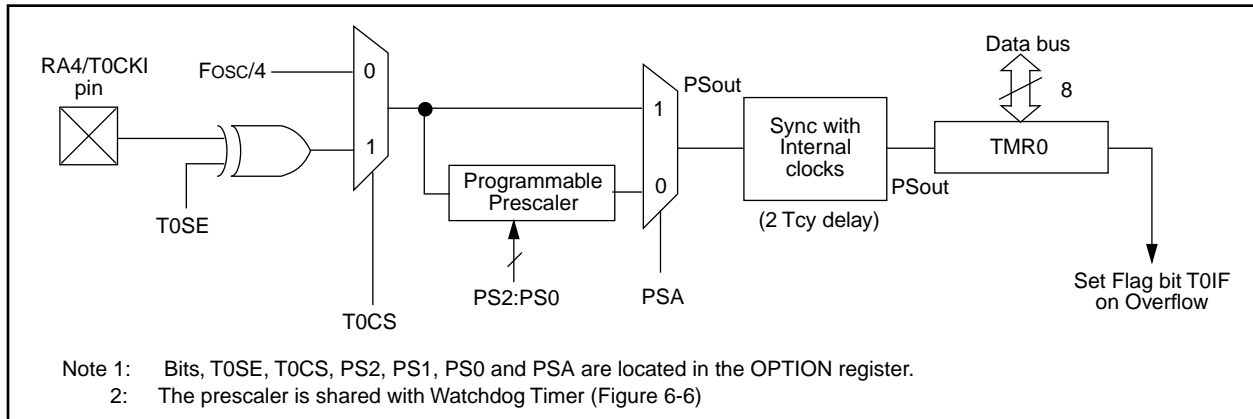 RA4/T0CKI
pin
FOSC/4
0
1
T0SE
T0CS
Programmable
Prescaler
PS2:PS0
1
0
PSA
PSout
Sync with
Internal
clocks
(2 Tcy delay)
PSout
Data bus
8
TMR0
Set Flag bit T0IF
on Overflow
Note 1: Bits, T0SE, T0CS, PS2, PS1, PS0 and PSA are located in the OPTION register.
2: The prescaler is shared with Watchdog Timer (Figure 6-6)